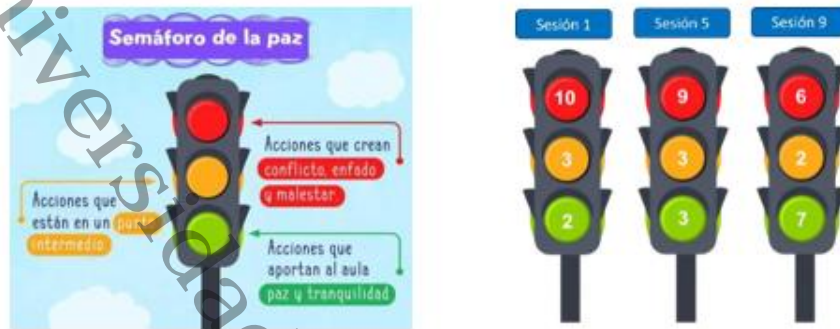 Semáforo de la paz
Acciones que crean
conflicto, enfado
y malestar
Acciones que
están en un punto
intermedio
Acciones que
aportan al aula
paz y tranquilidad
Sesión 1
10
3
2
Sesión 5
9
3
3
Sesión 9
6
2
7